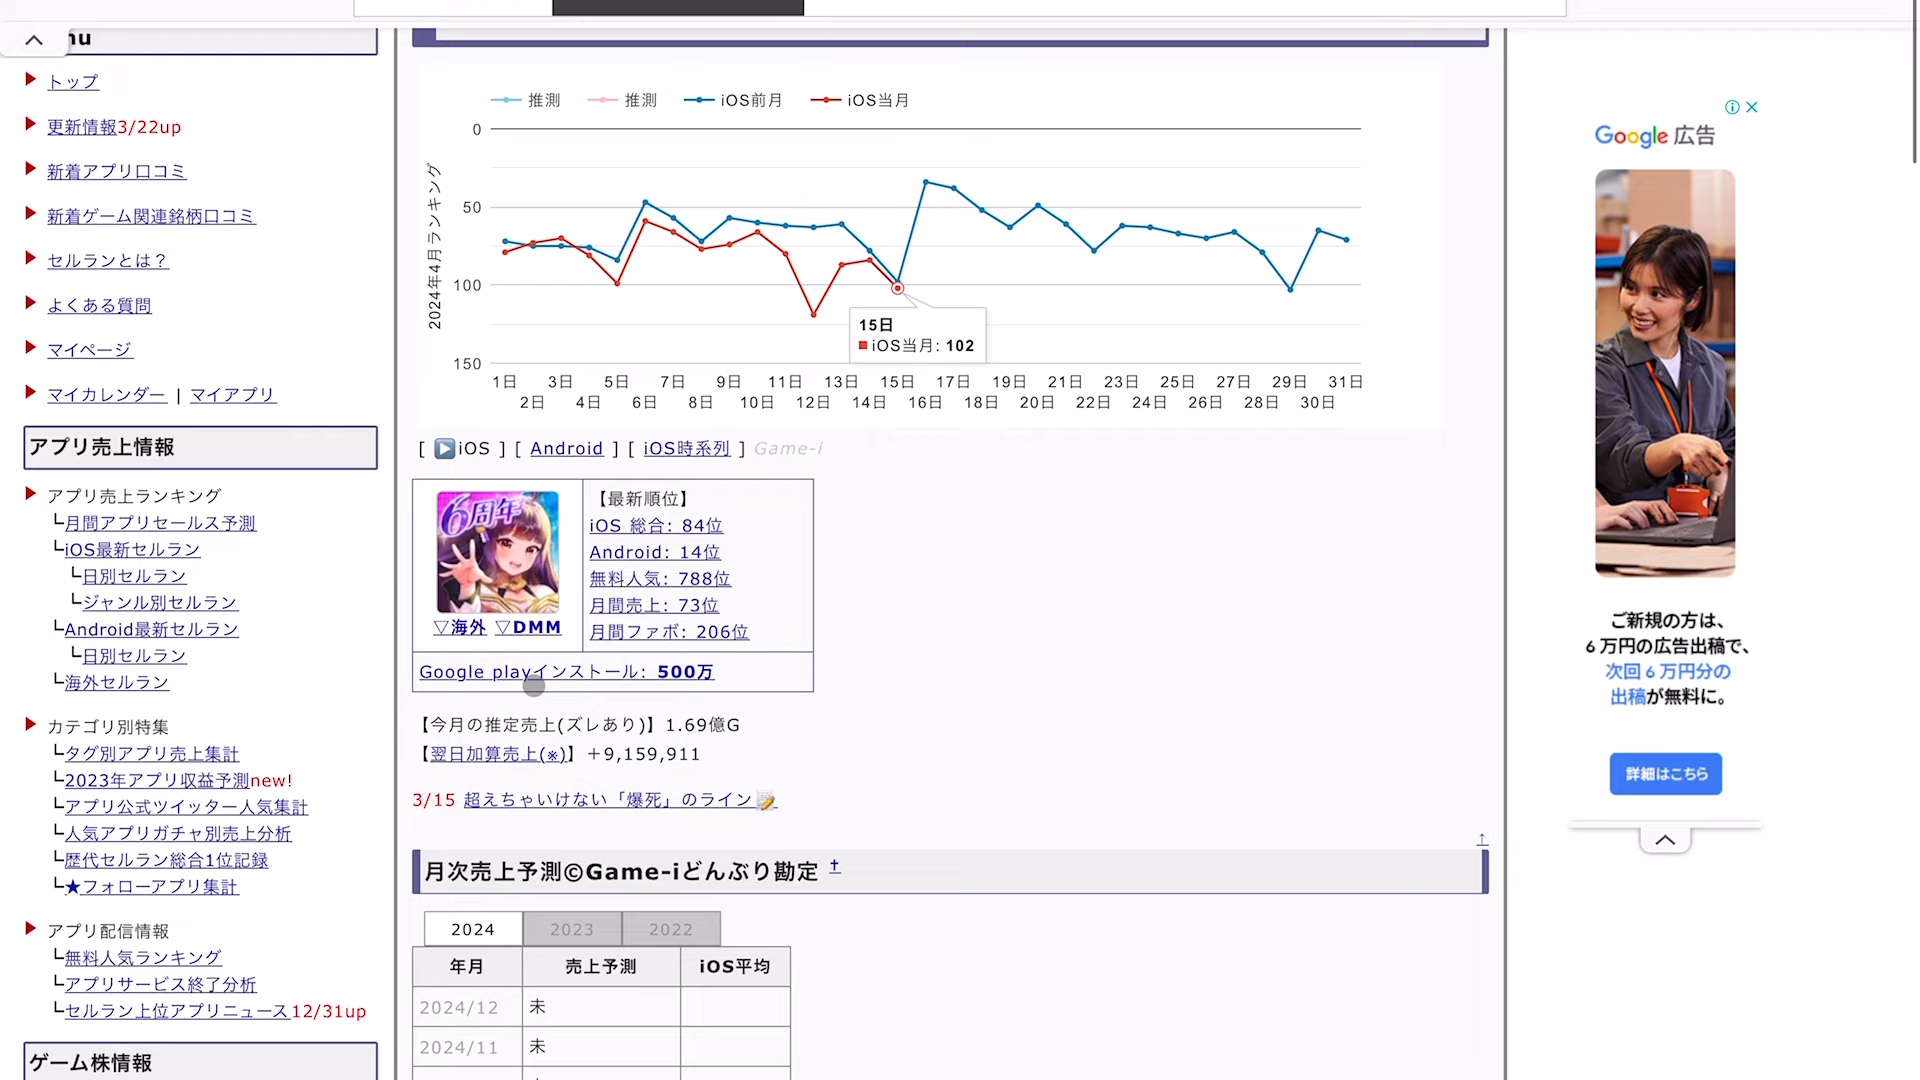 nu
トップ
更新情報3/22up
新着アプリ口コミ
新着ゲーム関連銘柄口コミ
セルランとは？
よくある質問
マイページ
マイカレンダー | マイアプリ
アプリ売上情報
アプリ売上ランキング
┗月間アプリセールス予測
┗iOS最新セルラン
┗日別セルラン
┗ジャンル別セルラン
┗Android最新セルラン
┗日別セルラン
┗海外セルラン
カテゴリ別特集
┗タグ別アプリ売上集計
┗2023年アプリ収益予測new!
┗アプリ公式ツイッター人気集計
┗人気アプリガチャ別売上分析
┗歴代セルラン総合1位記録
┗★フォローアプリ集計
アプリ配信情報
┗無料人気ランキング
┗アプリサービス終了分析
┗セルラン上位アプリニュース12/31up
ゲーム株情報
推測 推測 iOS前月 iOS当月
2024年4月ランキング
0
50
100
150
15日
iOS当月: 102
1日 3日 5日 7日 9日 11日 13日 15日 17日 19日 21日 23日 25日 27日 29日 31日
2日 4日 6日 8日 10日 12日 14日 16日 18日 20日 22日 24日 26日 28日 30日
[ ▶iOS ] [ Android ] [ iOS時系列 ] Game-i
6周年
▽海外 ▽DMM
【最新順位】
iOS 総合: 84位
Android: 14位
無料人気: 788位
月間売上: 73位
月間ファボ: 206位
Google playインストール: 500万
【今月の推定売上(ズレあり)】1.69億G
【翌日加算売上(※)】＋9,159,911
3/15 超えちゃいけない「爆死」のライン📝
↑
月次売上予測©Game-iどんぶり勘定 †
2024 2023 2022
年月 売上予測 iOS平均
2024/12 未
2024/11 未
Google 広告
ご新規の方は、
6 万円の広告出稿で、
次回 6 万円分の
出稿が無料に。
詳細はこちら